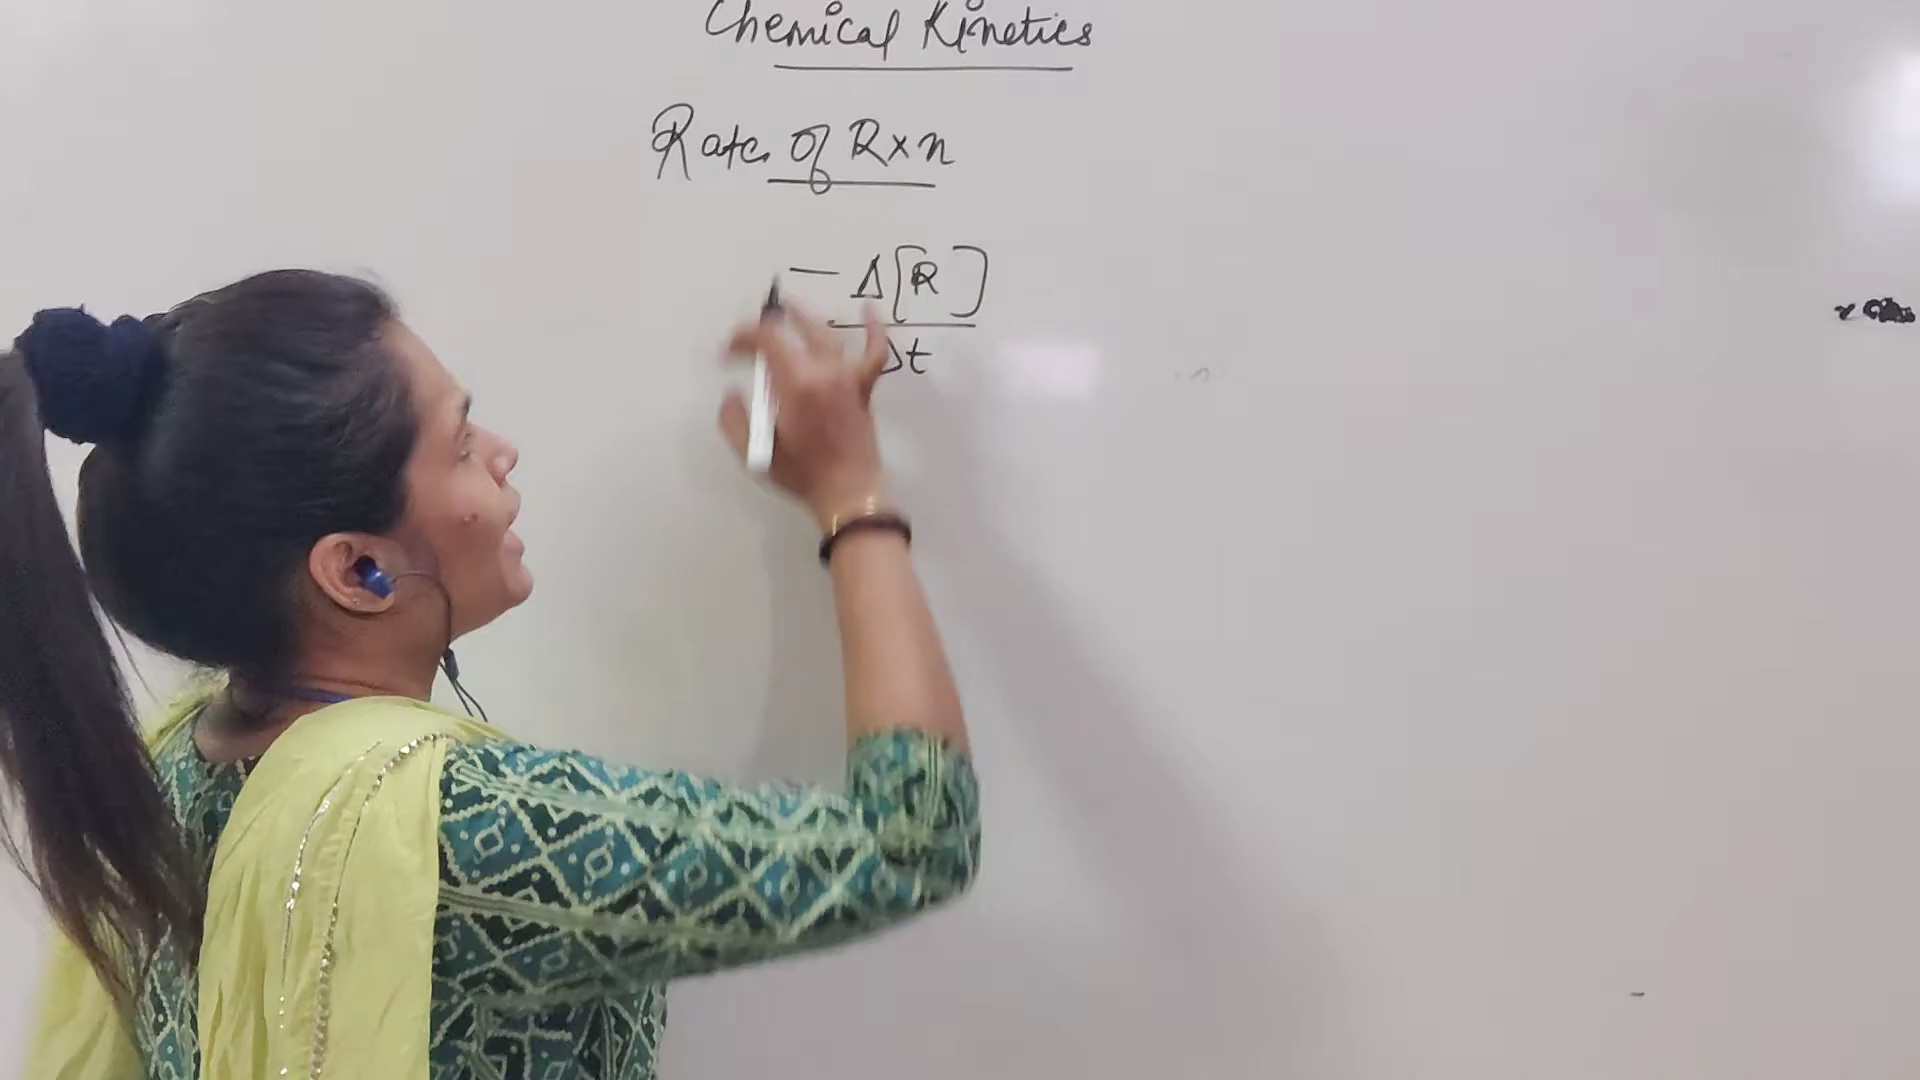 Chemical Kinetics
Rate of Rxn
- Δ[R]
Δt